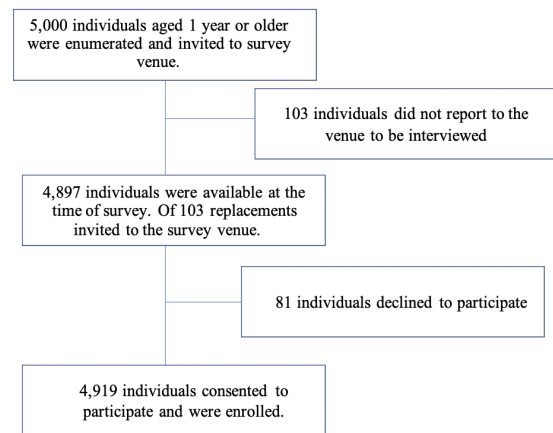 5,000 individuals aged 1 year or older
were enumerated and invited to survey
venue.
103 individuals did not report to the
venue to be interviewed
4,897 individuals were available at the
time of survey. Of 103 replacements
invited to the survey venue.
81 individuals declined to participate
4,919 individuals consented to
participate and were enrolled.